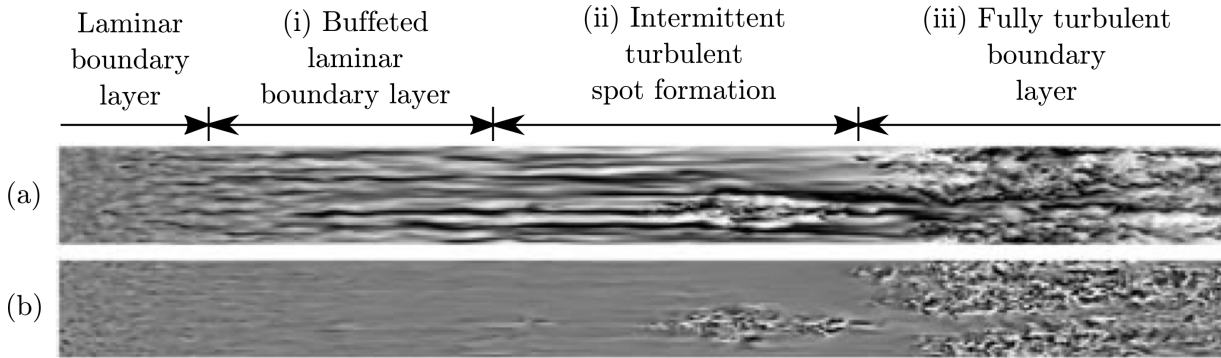 Laminar
boundary
layer
(i) Buffeted
laminar
boundary layer
(ii) Intermittent
turbulent
spot formation
(iii) Fully turbulent
boundary
layer
(a)
(b)